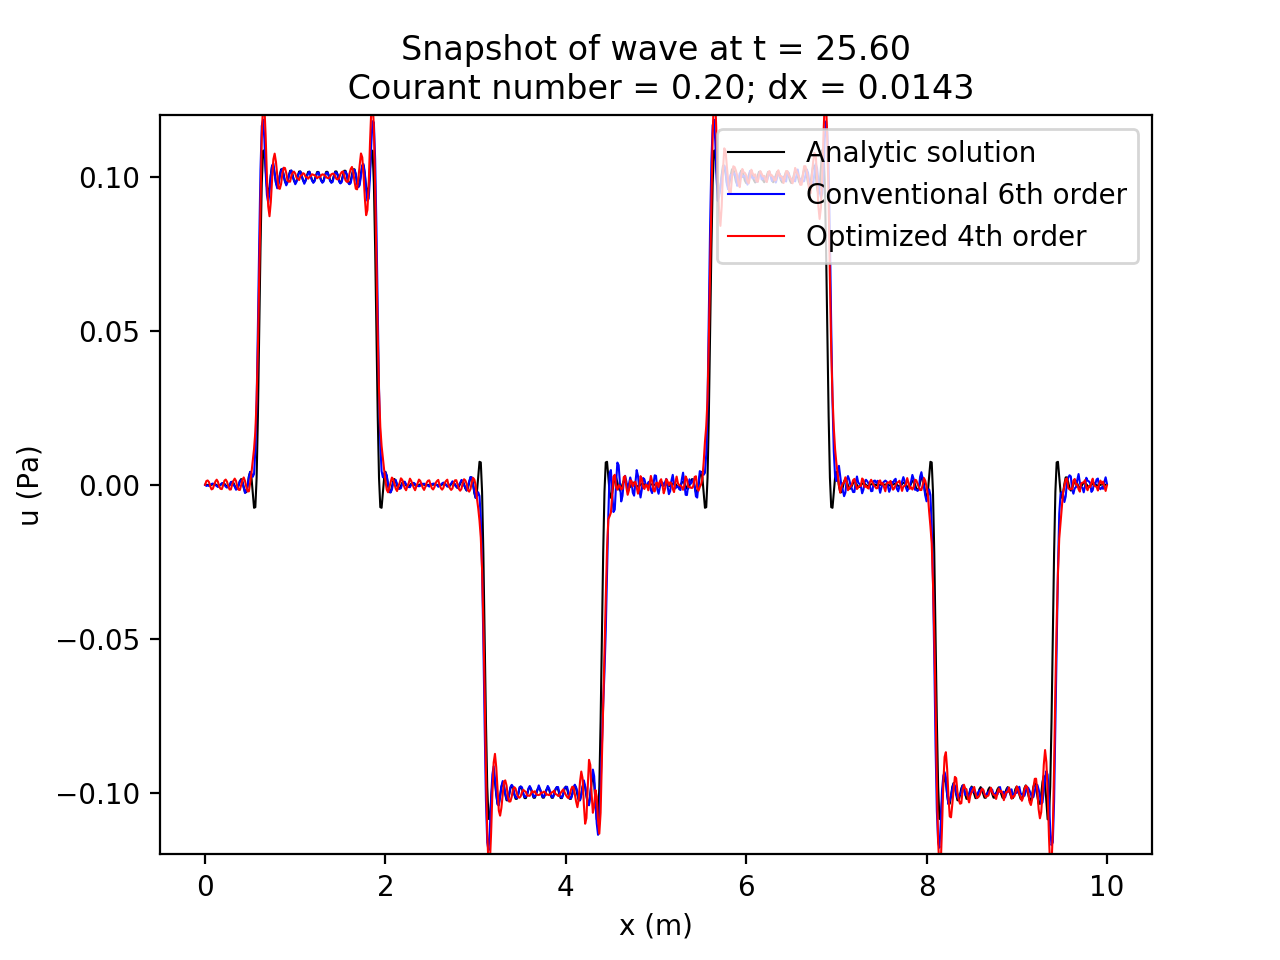 Snapshot of wave at t = 25.60
Courant number = 0.20; dx = 0.0143
Analytic solution
Conventional 6th order
Optimized 4th order
0.10
0.05
0.00
−0.05
−0.10
u (Pa)
0 2 4 6 8 10
x (m)